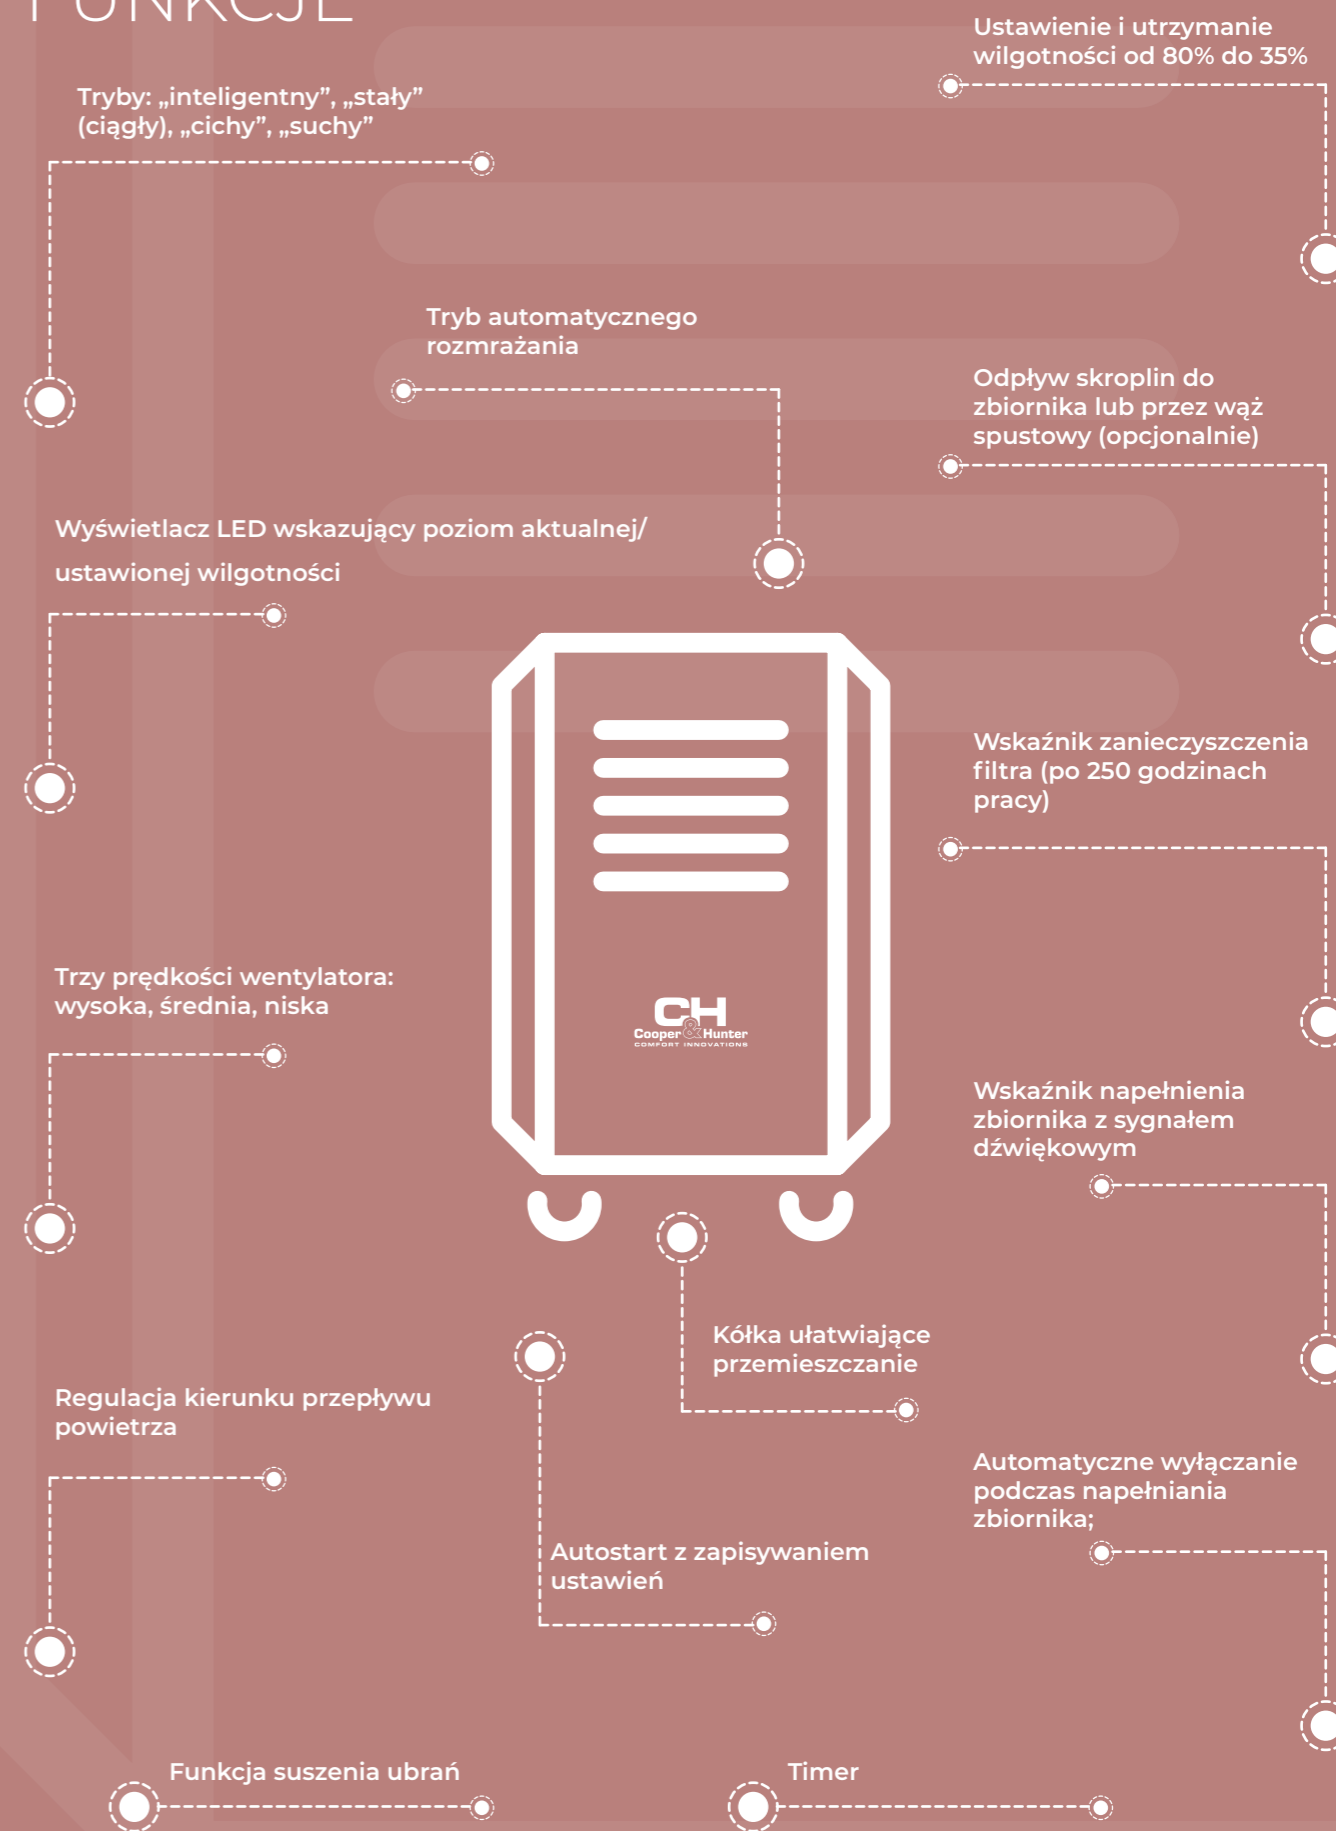 FUNKCJE
Ustawienie i utrzymanie
wilgotności od 80% do 35%
Tryby: „inteligentny”, „stały”
(ciągły), „cichy”, „suchy”
Tryb automatycznego
rozmrażania
Odpływ skroplin do
zbiornika lub przez wąż
spustowy (opcjonalnie)
Wyświetlacz LED wskazujący poziom aktualnej/
ustawionej wilgotności
Wskaźnik zanieczyszczenia
filtra (po 250 godzinach
pracy)
Trzy prędkości wentylatora:
wysoka, średnia, niska
CH
Cooper & Hunter
COMFORT INNOVATIONS
Wskaźnik napełnienia
zbiornika z sygnałem
dźwiękowym
Kółka ułatwiające
przemieszczanie
Regulacja kierunku przepływu
powietrza
Automatyczne wyłączanie
podczas napełniania
zbiornika;
Autostart z zapisywaniem
ustawień
Funkcja suszenia ubrań
Timer